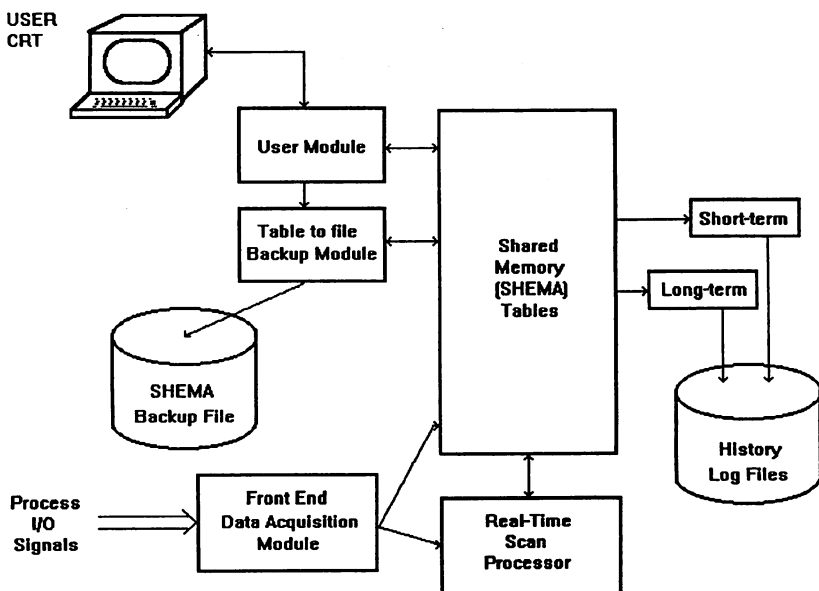 USER
CRT
User Module
Table to file
Backup Module
Shared
Memory
(SHEMA)
Tables
Short-term
Long-term
SHEMA
Backup File
History
Log Files
Process
I/O
Signals
Front End
Data Acquisition
Module
Real-Time
Scan
Processor